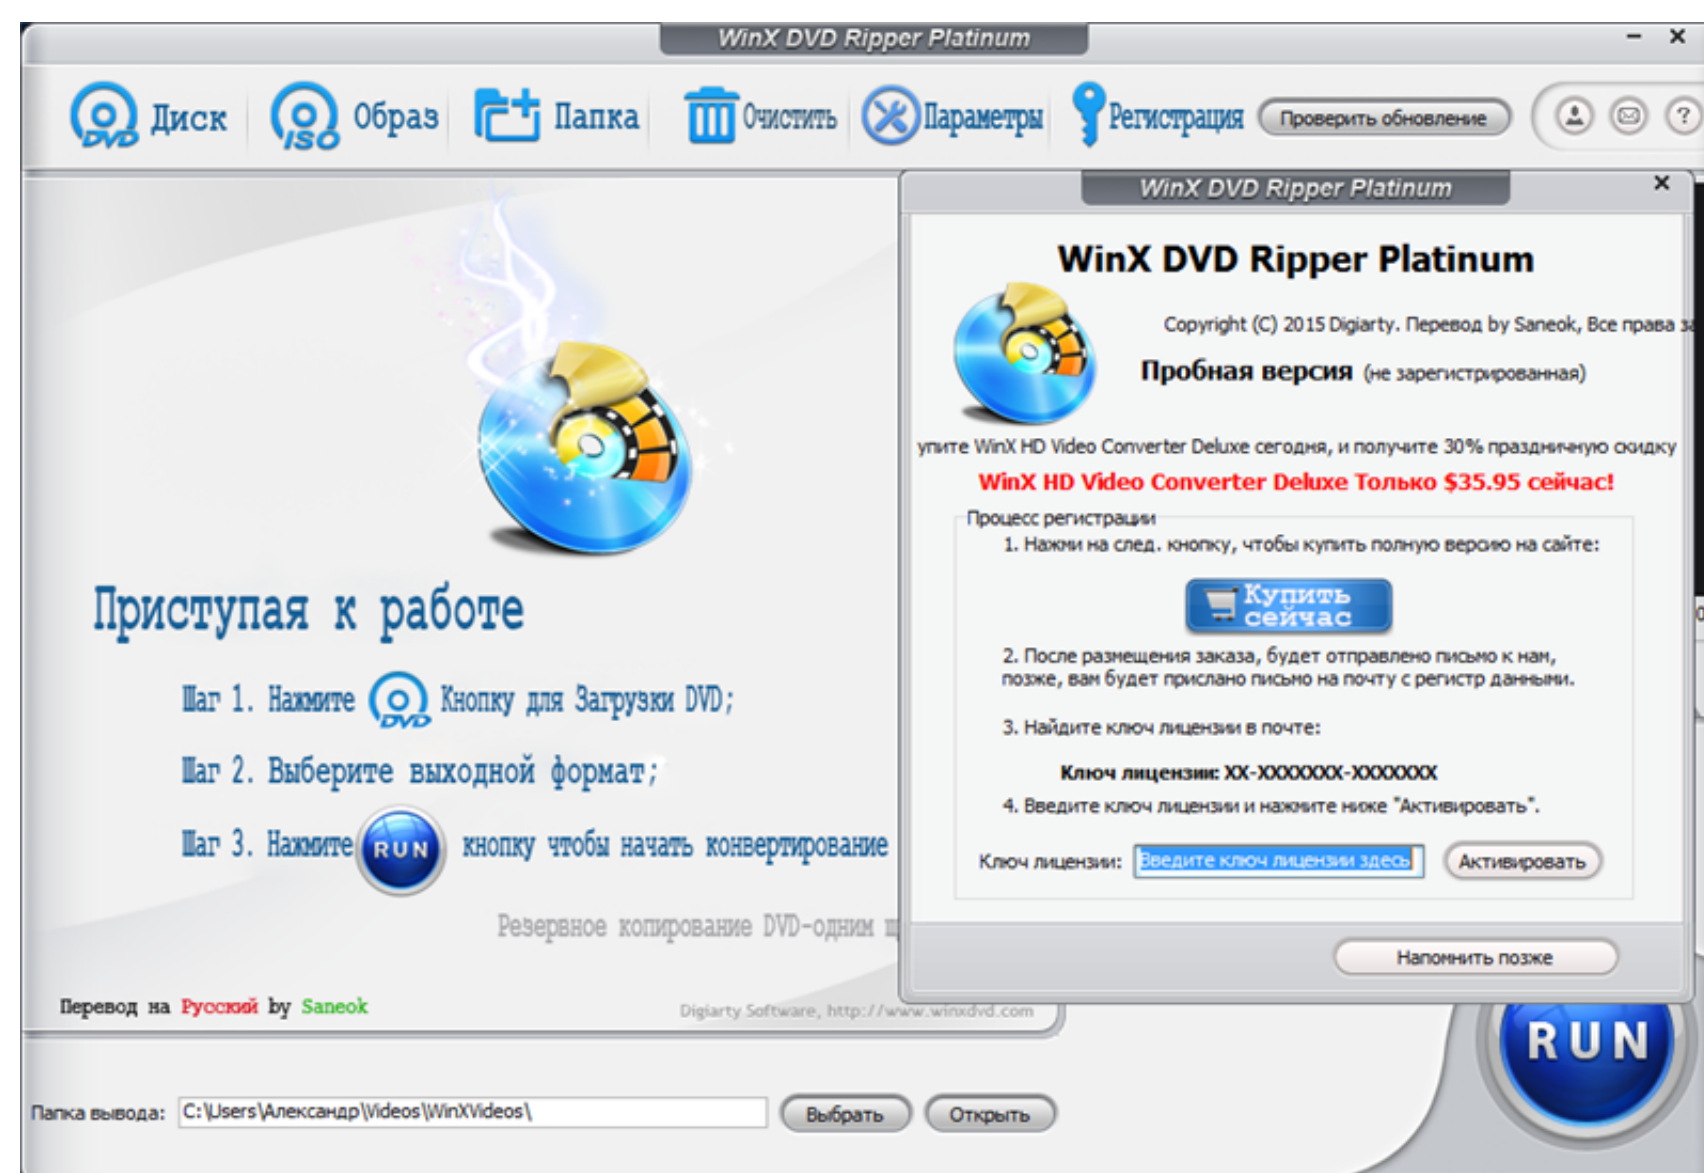 WinX DVD Ripper Platinum
DVD Диск
ISO Образ
Папка
Очистить
Параметры
Регистрация
Проверить обновление
?
Приступая к работе
Шаг 1. Нажмите DVD Кнопку для Загрузки DVD;
Шаг 2. Выберите выходной формат;
Шаг 3. Нажмите RUN кнопку чтобы начать конвертирование
Резервное копирование DVD-одним
Перевод на Русский by Saneok
Digiarty Software, http://www.winxdvd.com
WinX DVD Ripper Platinum
WinX DVD Ripper Platinum
Copyright (C) 2015 Digiarty. Перевод by Saneok, Все права
Пробная версия (не зарегистрированная)
упите WinX HD Video Converter Deluxe сегодня, и получите 30% праздничную скидку
WinX HD Video Converter Deluxe Только $35.95 сейчас!
Процесс регистрации
1. Нажми на след. кнопку, чтобы купить полную версию на сайте:
Купить
сейчас
2. После размещения заказа, будет отправлено письмо к нам,
позже, вам будет прислано письмо на почту с регистр данными.
3. Найдите ключ лицензии в почте:
Ключ лицензии: XX-XXXXXXX-XXXXXXX
4. Введите ключ лицензии и нажмите ниже "Активировать".
Ключ лицензии: Введите ключ лицензии здесь Активировать
Напомнить позже
RUN
Папка вывода: C:\Users\Александр\Videos\WinXVideos\ Выбрать Открыть